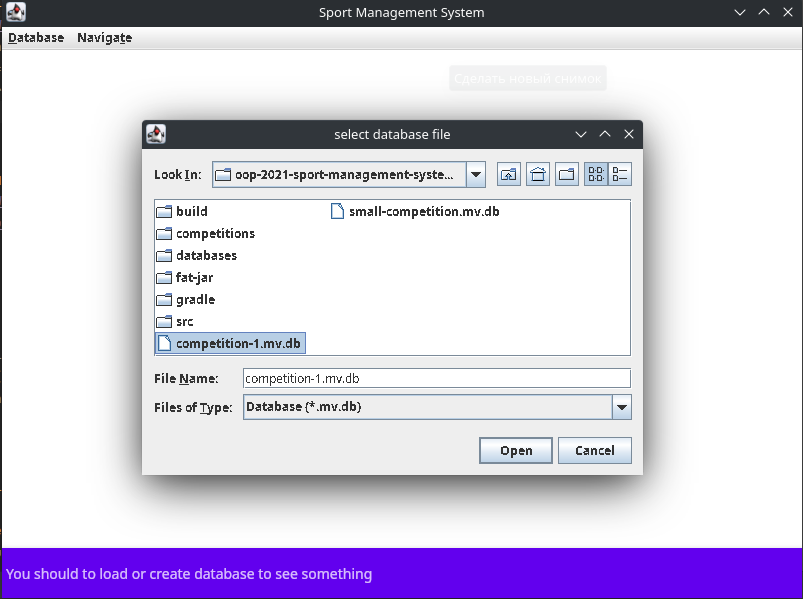 Sport Management System
Database Navigate
Сделать новый снимок
select database file
Look In: oop-2021-sport-management-syste...
build
competitions
databases
fat-jar
gradle
src
competition-1.mv.db
small-competition.mv.db
File Name: competition-1.mv.db
Files of Type: Database (*.mv.db)
Open Cancel
You should to load or create database to see something